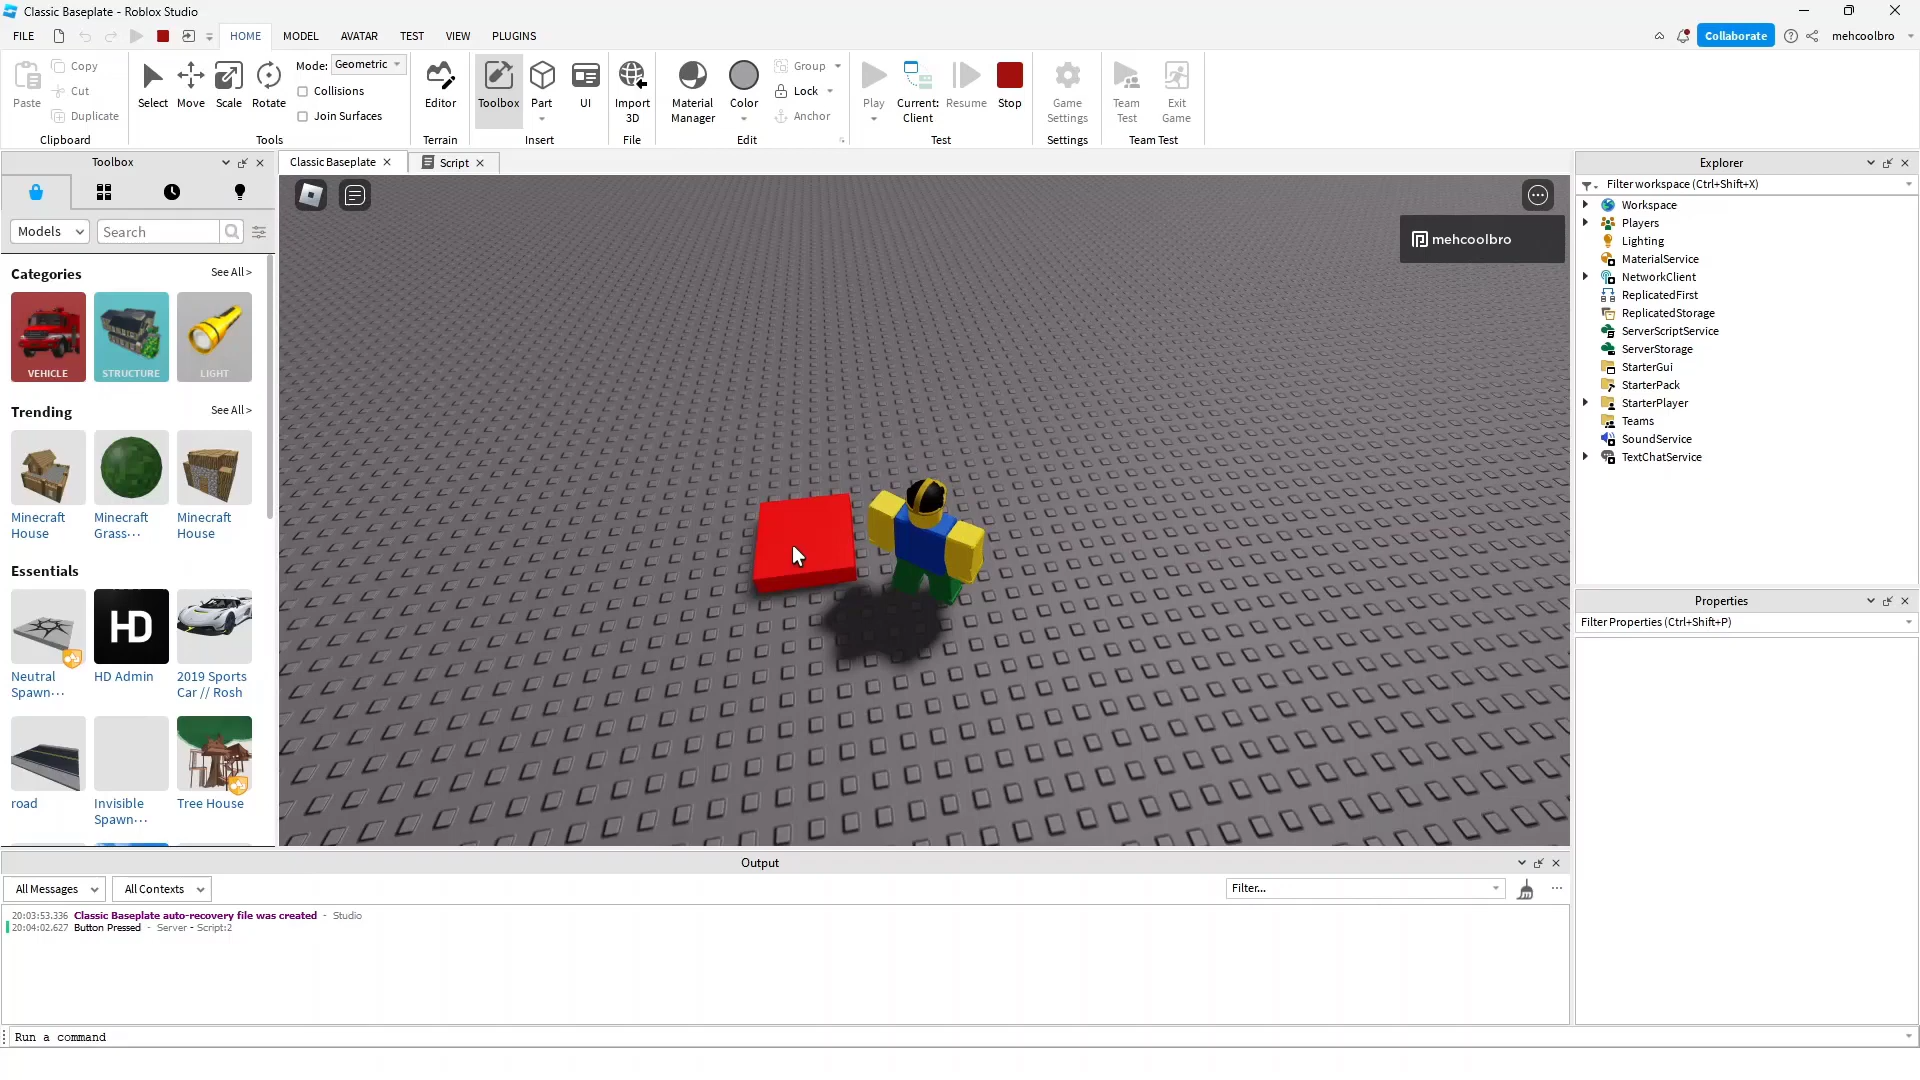 Classic Baseplate - Roblox Studio
FILE HOME MODEL AVATAR TEST VIEW PLUGINS Collaborate mehcoolbro
Paste
Copy
Cut
Duplicate
Clipboard
Select Move Scale Rotate
Mode: Geometric
Collisions
Join Surfaces
Tools
Editor
Terrain
Toolbox Part UI
Insert
Import
3D
File
Material
Manager
Color
Group
Lock
Anchor
Edit
Play Current:
Client
Resume Stop
Test
Game
Settings
Settings
Team
Test
Exit
Game
Team Test
Toolbox
Models Search
Categories See All >
VEHICLE STRUCTURE LIGHT
Trending See All >
Minecraft
House
Minecraft
Grass...
Minecraft
House
Essentials
HD
Neutral
Spawn...
HD Admin
2019 Sports
Car // Rosh
road
Invisible
Spawn...
Tree House
Classic Baseplate Script
mehcoolbro
Explorer
Filter workspace (Ctrl+Shift+X)
Workspace
Players
Lighting
MaterialService
NetworkClient
ReplicatedFirst
ReplicatedStorage
ServerScriptService
ServerStorage
StarterGui
StarterPack
StarterPlayer
Teams
SoundService
TextChatService
Properties
Filter Properties (Ctrl+Shift+P)
Output
All Messages All Contexts Filter...
20:03:53.336 Classic Baseplate auto-recovery file was created - Studio
20:04:02.627 Button Pressed - Server - Script:2
Run a command